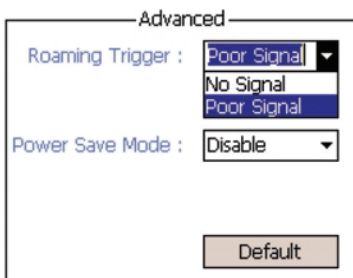 Advanced
Roaming Trigger : Poor Signal
No Signal
Poor Signal
Power Save Mode : Disable
Default